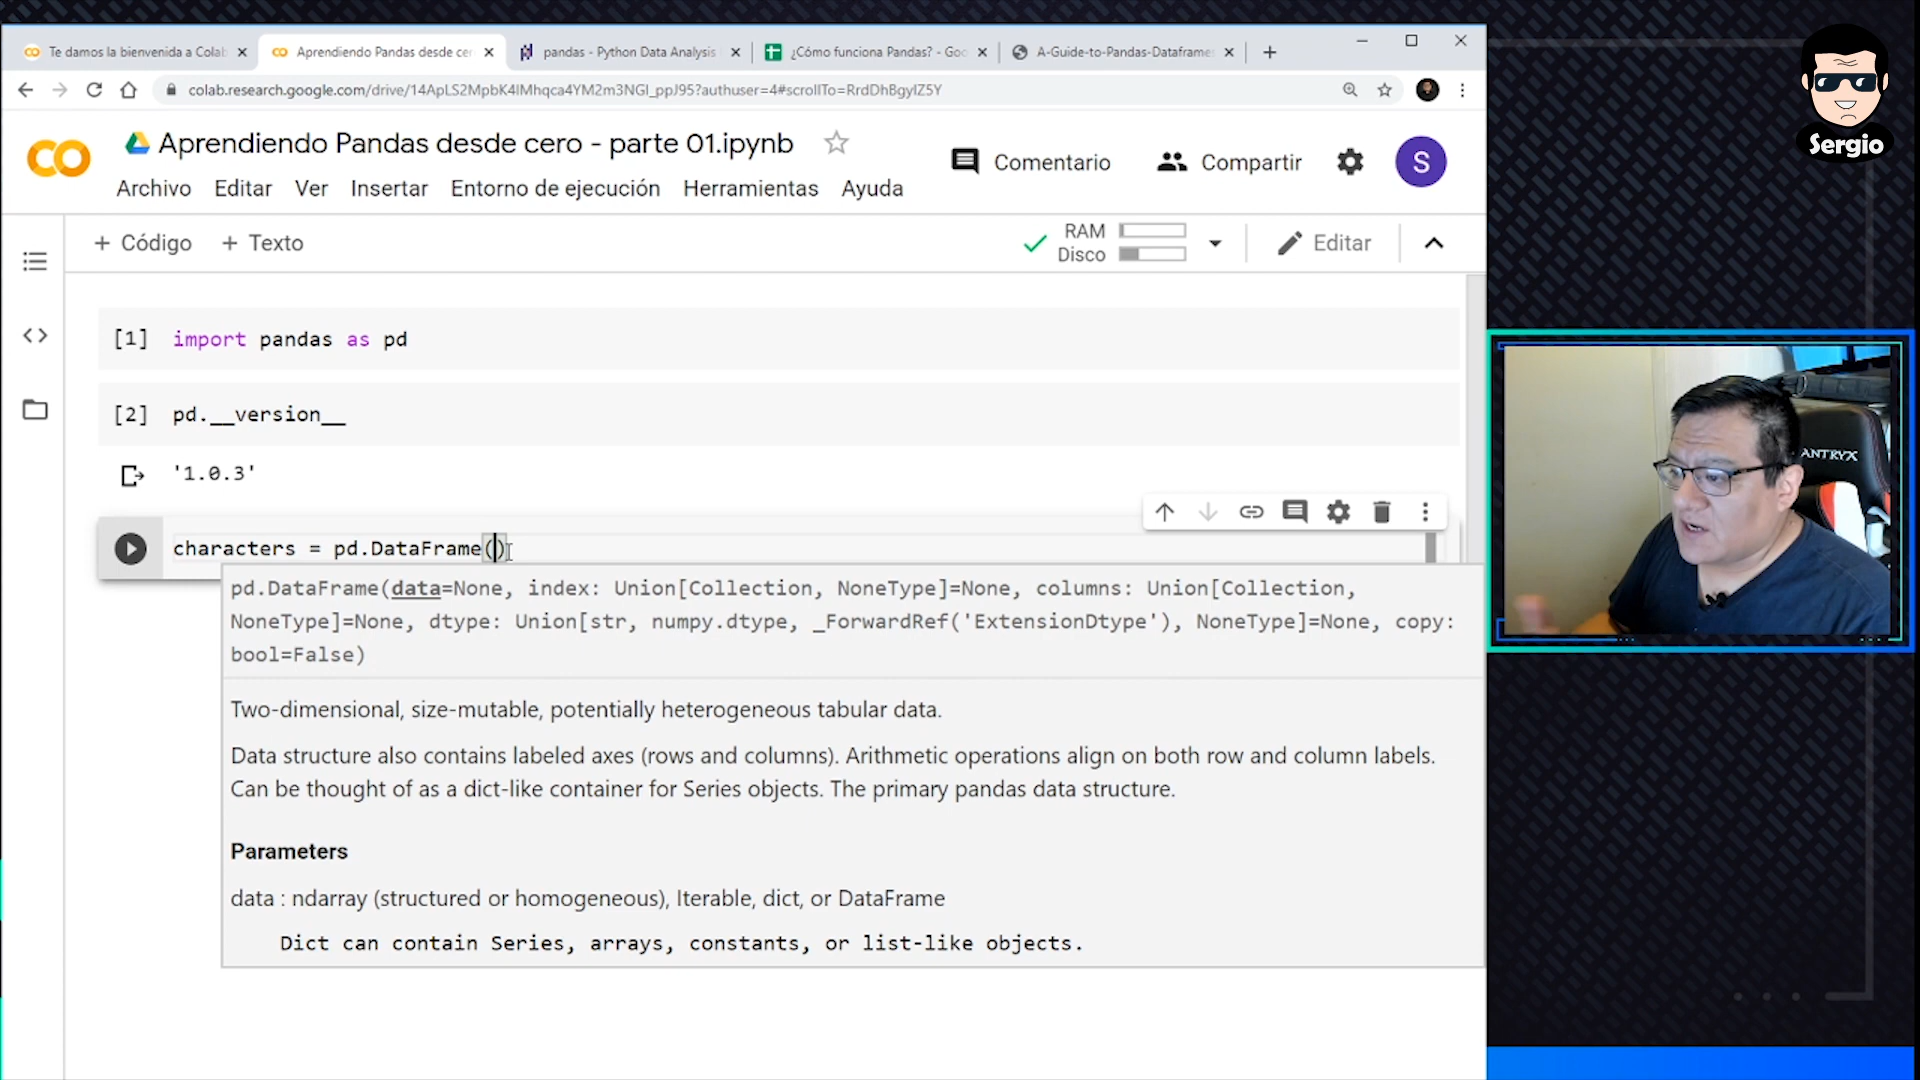 Te damos la bienvenida a Colab
Aprendiendo Pandas desde cer
pandas - Python Data Analysis
¿Cómo funciona Pandas? - Goo
A-Guide-to-Pandas-Dataframe
colab.research.google.com/drive/14ApLS2MpbK4lMhqca4YM2m3NGl_ppJ95?authuser=4#scrollTo=RrdDhBgyIZ5Y
Sergio
CO
Aprendiendo Pandas desde cero - parte 01.ipynb
Comentario
Compartir
S
Archivo Editar Ver Insertar Entorno de ejecución Herramientas Ayuda
+ Código + Texto
RAM
Disco
Editar
[1] import pandas as pd
[2] pd.__version__
'1.0.3'
characters = pd.DataFrame()
pd.DataFrame(data=None, index: Union[Collection, NoneType]=None, columns: Union[Collection,
NoneType]=None, dtype: Union[str, numpy.dtype, _ForwardRef('ExtensionDtype'), NoneType]=None, copy:
bool=False)
Two-dimensional, size-mutable, potentially heterogeneous tabular data.
Data structure also contains labeled axes (rows and columns). Arithmetic operations align on both row and column labels.
Can be thought of as a dict-like container for Series objects. The primary pandas data structure.
Parameters
data : ndarray (structured or homogeneous), Iterable, dict, or DataFrame
Dict can contain Series, arrays, constants, or list-like objects.
ANTRYX